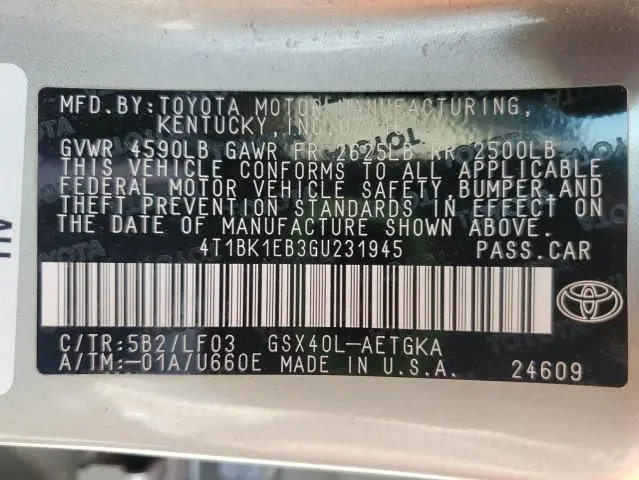 MFD.BY:TOYOTA MOTOR MANUFACTURING,
KENTUCKY,INC.
GVWR 4590LB GAWR FR 2625LB RR 2500LB
THIS VEHICLE CONFORMS TO ALL APPLICABLE
FEDERAL MOTOR VEHICLE SAFETY, BUMPER AND
THEFT PREVENTION STANDARDS IN EFFECT ON
THE DATE OF MANUFACTURE SHOWN ABOVE.
4T1BK1EB3GU231945 PASS.CAR
C/TR:5B2/LF03 GSX40L-AETGKA
A/TM:-01A/U660E MADE IN U.S.A. 24609
TOYOTA